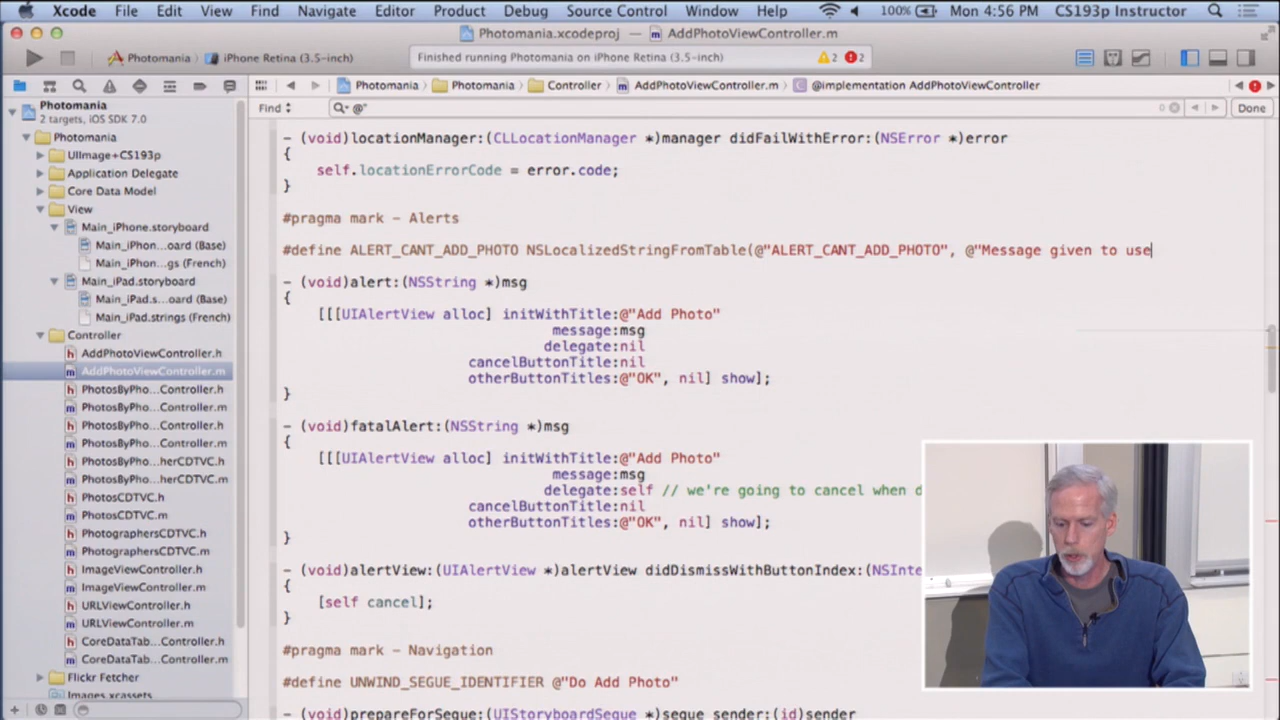 Xcode File Edit View Find Navigate Editor Product Debug Source Control Window Help 100% Mon 4:56 PM CS193p Instructor
Photomania.xcodeproj — AddPhotoViewController.m
Photomania iPhone Retina (3.5-inch) Finished running Photomania on iPhone Retina (3.5-inch) 2 2
Photomania Photomania Controller AddPhotoViewController.m @implementation AddPhotoViewController
Find @" 0 Done
Photomania
2 targets, iOS SDK 7.0
Photomania
UIImage+CS193p
Application Delegate
Core Data Model
View
Main_iPhone.storyboard
Main_iPhon...oard (Base)
Main_iPhon...gs (French)
Main_iPad.storyboard
Main_iPad.s...oard (Base)
Main_iPad.strings (French)
Controller
AddPhotoViewController.h
AddPhotoViewController.m
PhotosByPho...Controller.h
PhotosByPho...Controller.m
PhotosByPho...Controller.h
PhotosByPho...Controller.m
PhotosByPho...herCDTVC.h
PhotosByPho...herCDTVC.m
PhotosCDTVC.h
PhotosCDTVC.m
PhotographersCDTVC.h
PhotographersCDTVC.m
ImageViewController.h
ImageViewController.m
URLViewController.h
URLViewController.m
CoreDataTab...Controller.h
CoreDataTab...Controller.m
Flickr Fetcher
Images.xcassets
- (void)locationManager:(CLLocationManager *)manager didFailWithError:(NSError *)error
{
self.locationErrorCode = error.code;
}
#pragma mark - Alerts
#define ALERT_CANT_ADD_PHOTO NSLocalizedStringFromTable(@"ALERT_CANT_ADD_PHOTO", @"Message given to use
- (void)alert:(NSString *)msg
{
[[[UIAlertView alloc] initWithTitle:@"Add Photo"
message:msg
delegate:nil
cancelButtonTitle:nil
otherButtonTitles:@"OK", nil] show];
}
- (void)fatalAlert:(NSString *)msg
{
[[[UIAlertView alloc] initWithTitle:@"Add Photo"
message:msg
delegate:self // we're going to cancel when d
cancelButtonTitle:nil
otherButtonTitles:@"OK", nil] show];
}
- (void)alertView:(UIAlertView *)alertView didDismissWithButtonIndex:(NSInte
{
[self cancel];
}
#pragma mark - Navigation
#define UNWIND_SEGUE_IDENTIFIER @"Do Add Photo"
- (void)prepareForSegue:(UIStoryboardSegue *)segue sender:(id)sender